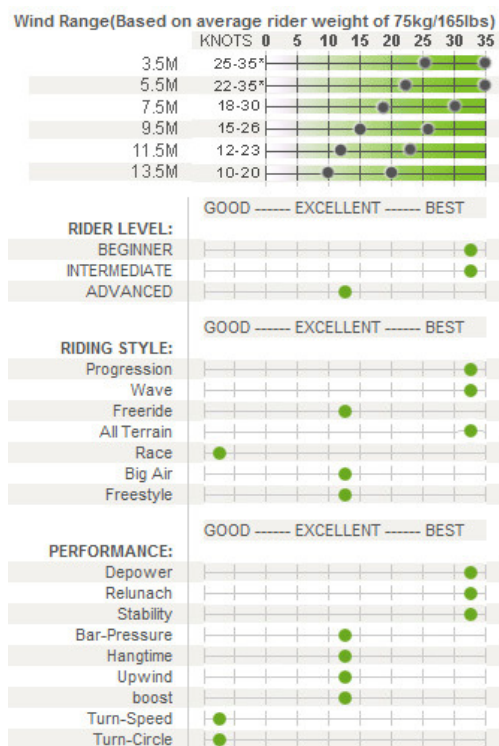 Wind Range(Based on average rider weight of 75kg/165lbs)
KNOTS 0 5 10 15 20 25 30 35
3.5M 25-35*
5.5M 22-35*
7.5M 18-30
9.5M 15-26
11.5M 12-23
13.5M 10-20
GOOD ------ EXCELLENT ------ BEST
RIDER LEVEL:
BEGINNER
INTERMEDIATE
ADVANCED
GOOD ------ EXCELLENT ------ BEST
RIDING STYLE:
Progression
Wave
Freeride
All Terrain
Race
Big Air
Freestyle
GOOD ------ EXCELLENT ------ BEST
PERFORMANCE:
Depower
Relunach
Stability
Bar-Pressure
Hangtime
Upwind
boost
Turn-Speed
Turn-Circle